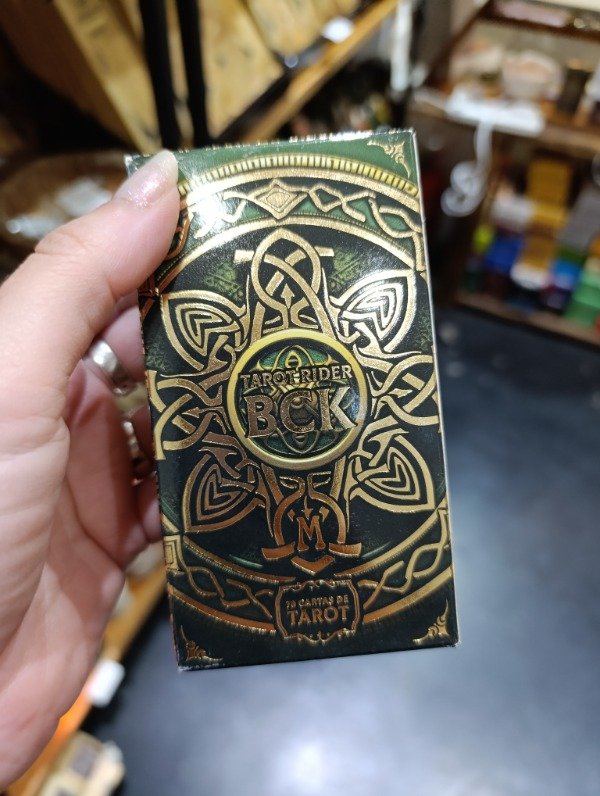 TAROT RIDER
BCK
M
78 CARTAS DE
TAROT